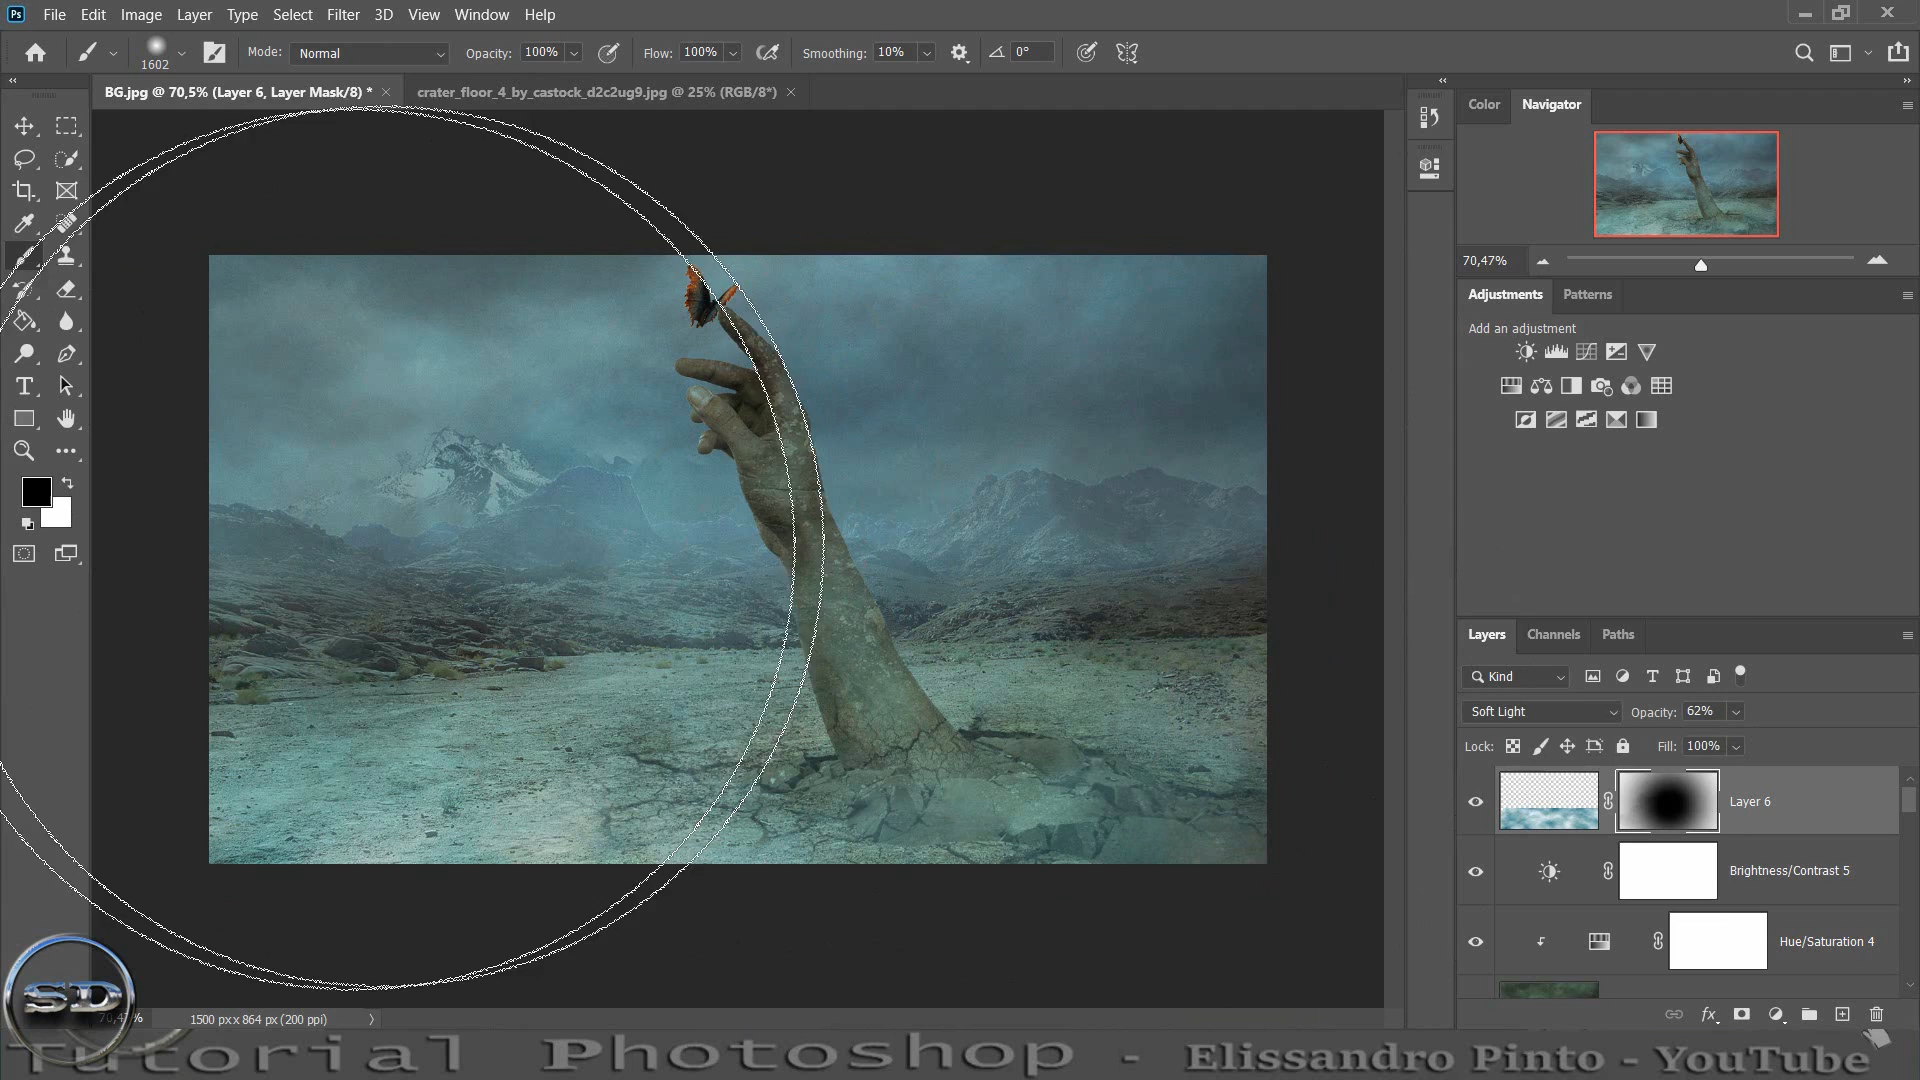 Ps File Edit Image Layer Type Select Filter 3D View Window Help
1602 Mode: Normal Opacity: 100% Flow: 100% Smoothing: 10% 0°
BG.jpg @ 70,5% (Layer 6, Layer Mask/8) * crater_floor_4_by_castock_d2c2ug9.jpg @ 25% (RGB/8*)
Color Navigator
70,47%
Adjustments Patterns
Add an adjustment
Layers Channels Paths
Kind
Soft Light Opacity: 62%
Lock: Fill: 100%
Layer 6
Brightness/Contrast 5
Hue/Saturation 4
fx
SD
70,47% 1500 px x 864 px (200 ppi)
Tutorial Photoshop - Elissandro Pinto - YouTube